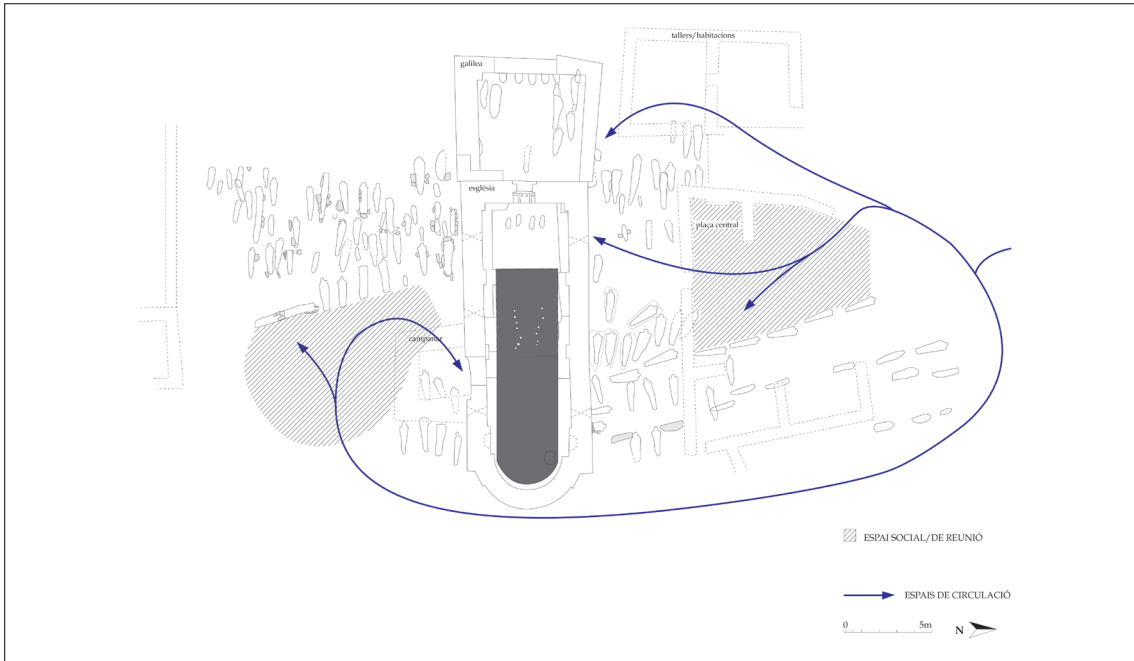 tallers/habitacions
galilea
església
plaça central
campanar
ESPAI SOCIAL/DE REUNIÓ
ESPAIS DE CIRCULACIÓ
0 5m N